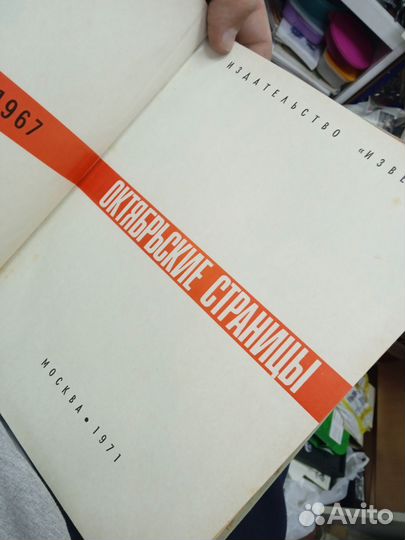 ИЗДАТЕЛЬСТВО «ИЗВЕ
1967
ОКТЯБРЬСКИЕ СТРАНИЦЫ
МОСКВА • 1971
Avito